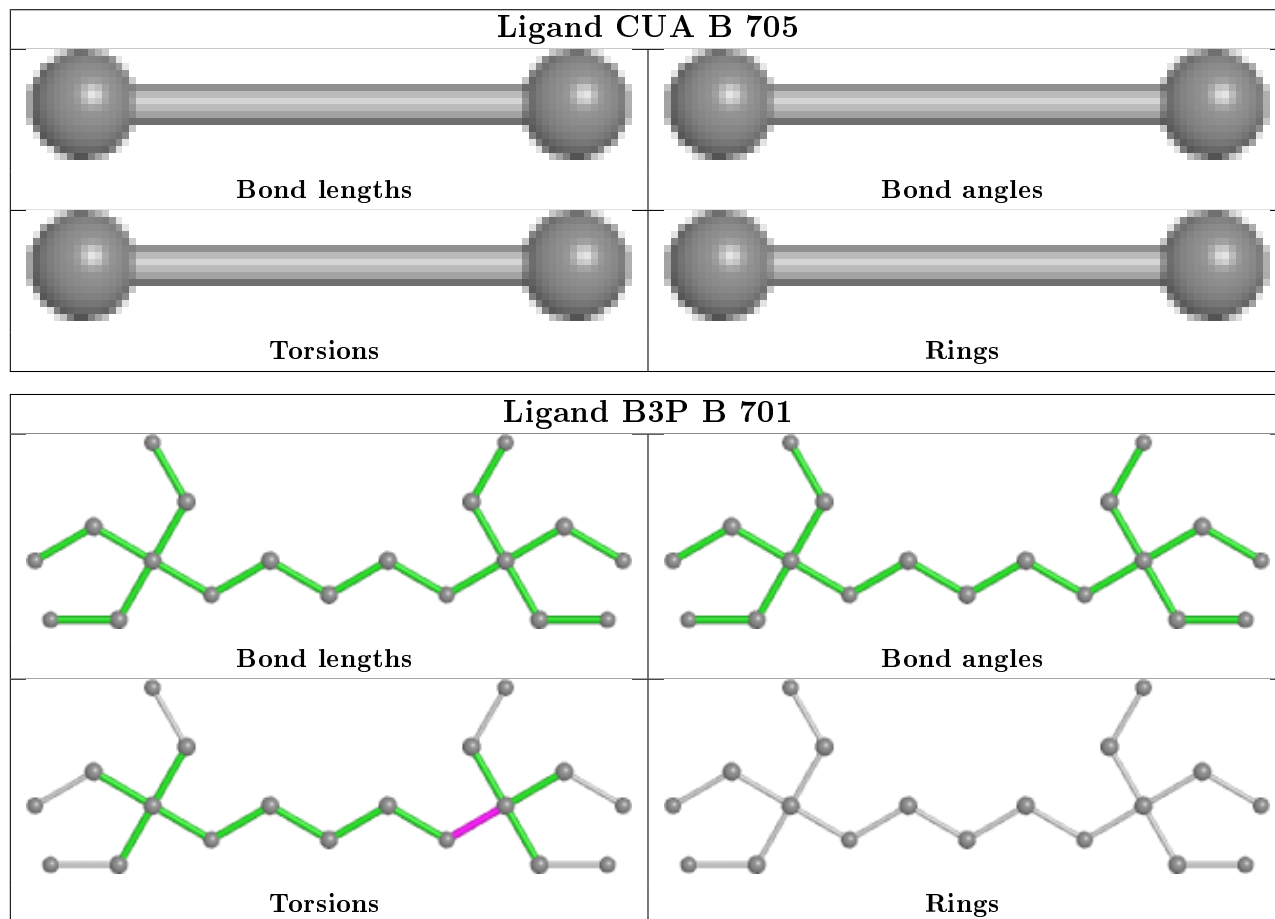 Ligand CUA B 705
Bond lengths
Bond angles
Torsions
Rings
Ligand B3P B 701
Bond lengths
Bond angles
Torsions
Rings